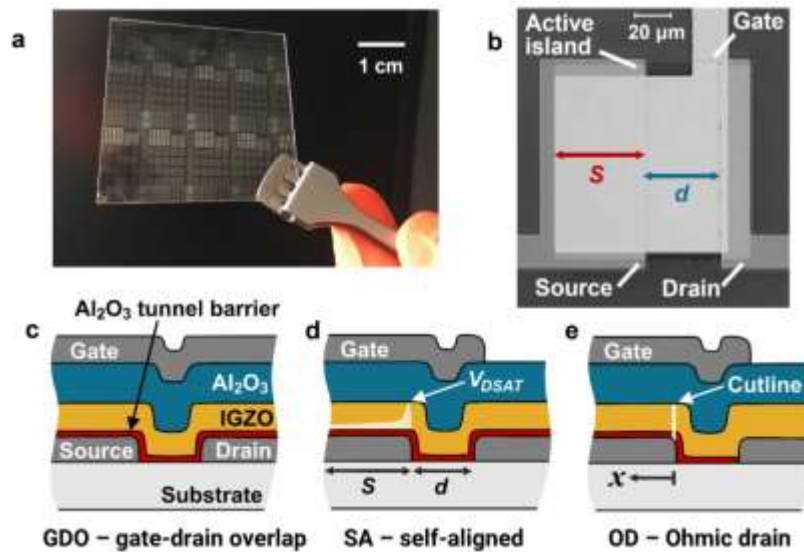 a
1 cm
b
Active
island
20 µm
Gate
S
d
Source
Drain
Al₂O₃ tunnel barrier
c
Gate
Al₂O₃
IGZO
Source
Drain
Substrate
GDO – gate-drain overlap
d
Gate
V_DSAT
S
d
SA – self-aligned
e
Gate
Cutline
x
OD – Ohmic drain